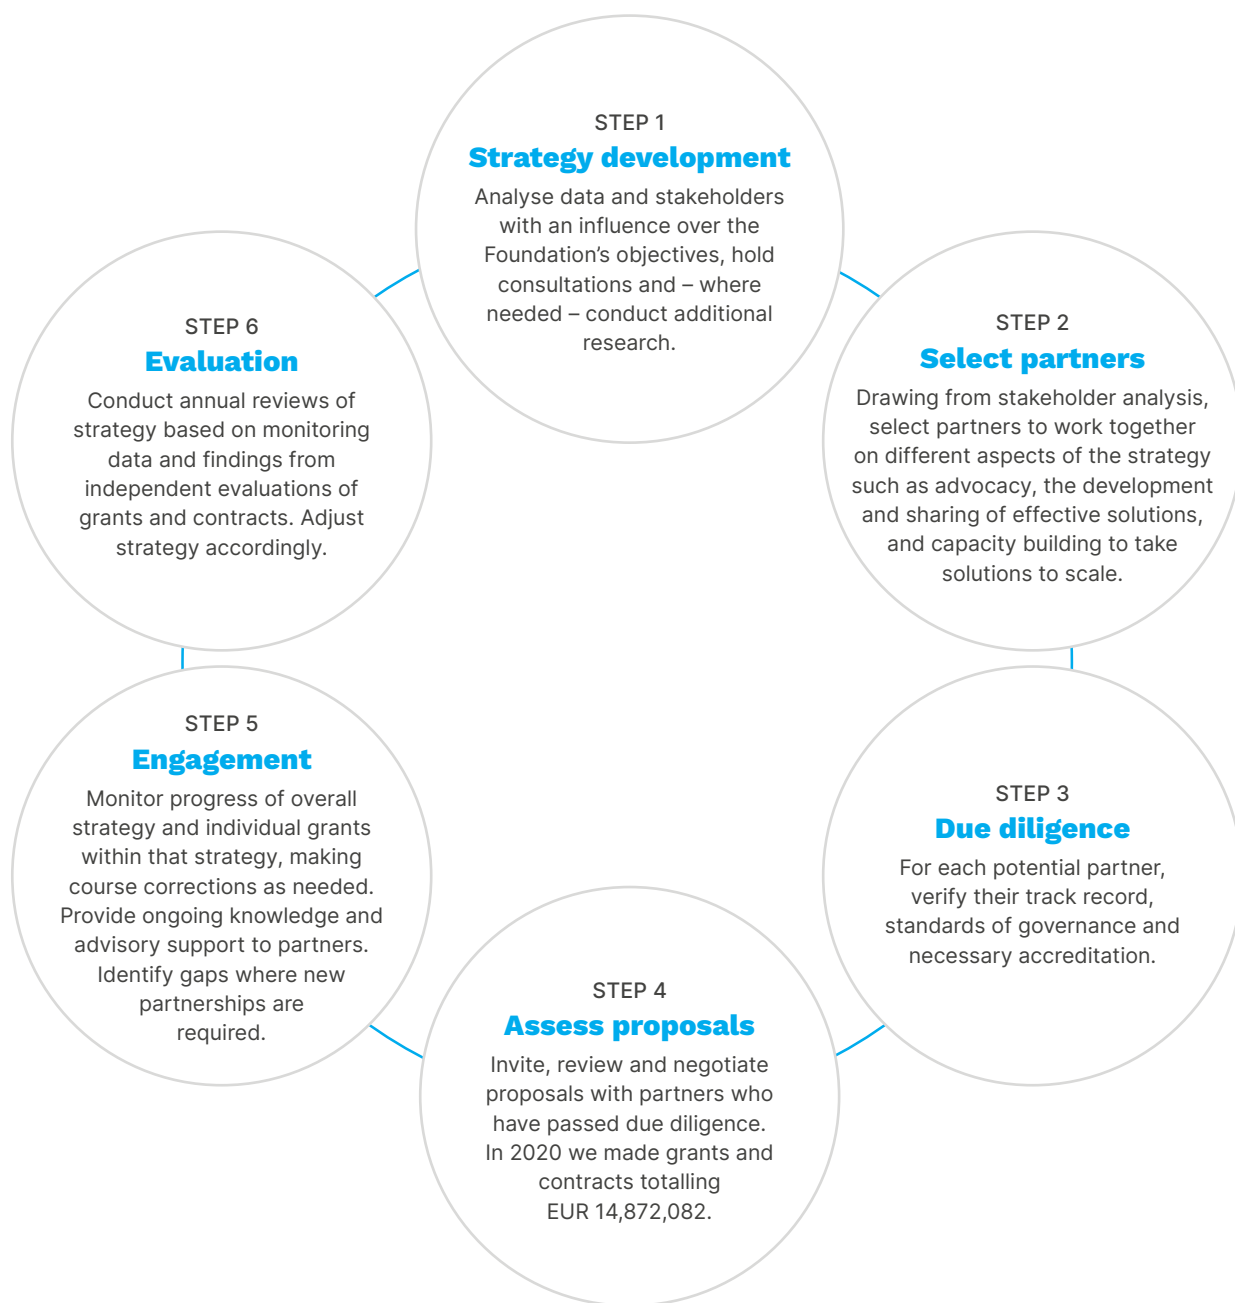 STEP 1
Strategy development
Analyse data and stakeholders
with an influence over the
Foundation’s objectives, hold
consultations and – where
needed – conduct additional
research.
STEP 2
Select partners
Drawing from stakeholder analysis,
select partners to work together
on different aspects of the strategy
such as advocacy, the development
and sharing of effective solutions,
and capacity building to take
solutions to scale.
STEP 3
Due diligence
For each potential partner,
verify their track record,
standards of governance and
necessary accreditation.
STEP 4
Assess proposals
Invite, review and negotiate
proposals with partners who
have passed due diligence.
In 2020 we made grants and
contracts totalling
EUR 14,872,082.
STEP 5
Engagement
Monitor progress of overall
strategy and individual grants
within that strategy, making
course corrections as needed.
Provide ongoing knowledge and
advisory support to partners.
Identify gaps where new
partnerships are
required.
STEP 6
Evaluation
Conduct annual reviews of
strategy based on monitoring
data and findings from
independent evaluations of
grants and contracts. Adjust
strategy accordingly.